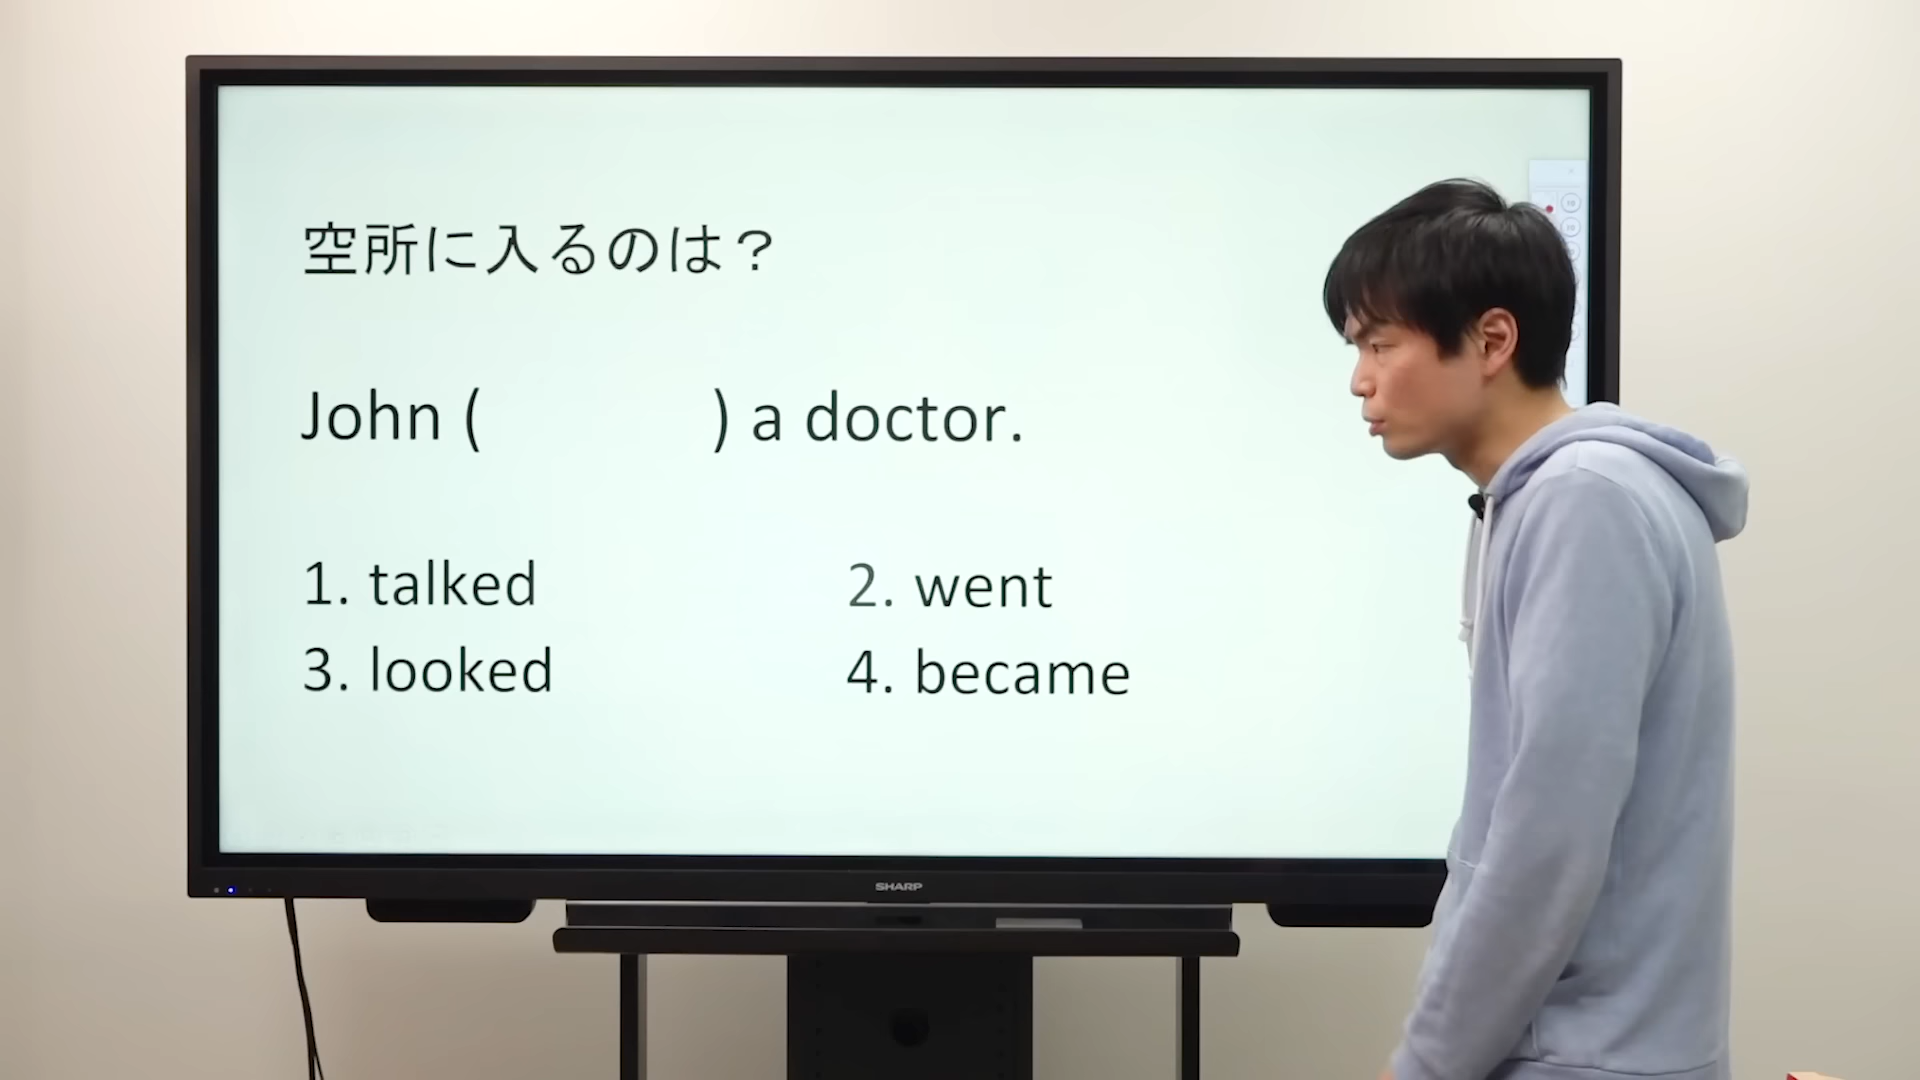 空所に入るのは？
John (　　　) a doctor.
1. talked　2. went
3. looked　4. became
SHARP